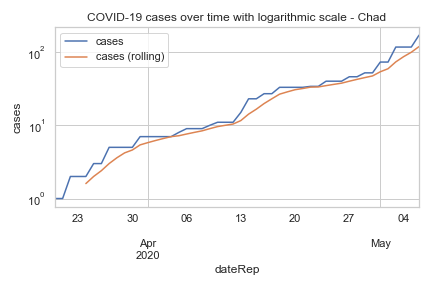 COVID-19 cases over time with logarithmic scale - Chad
cases
cases (rolling)
10²
10¹
10⁰
cases
23
30
06
13
20
27
04
Apr
2020
May
dateRep